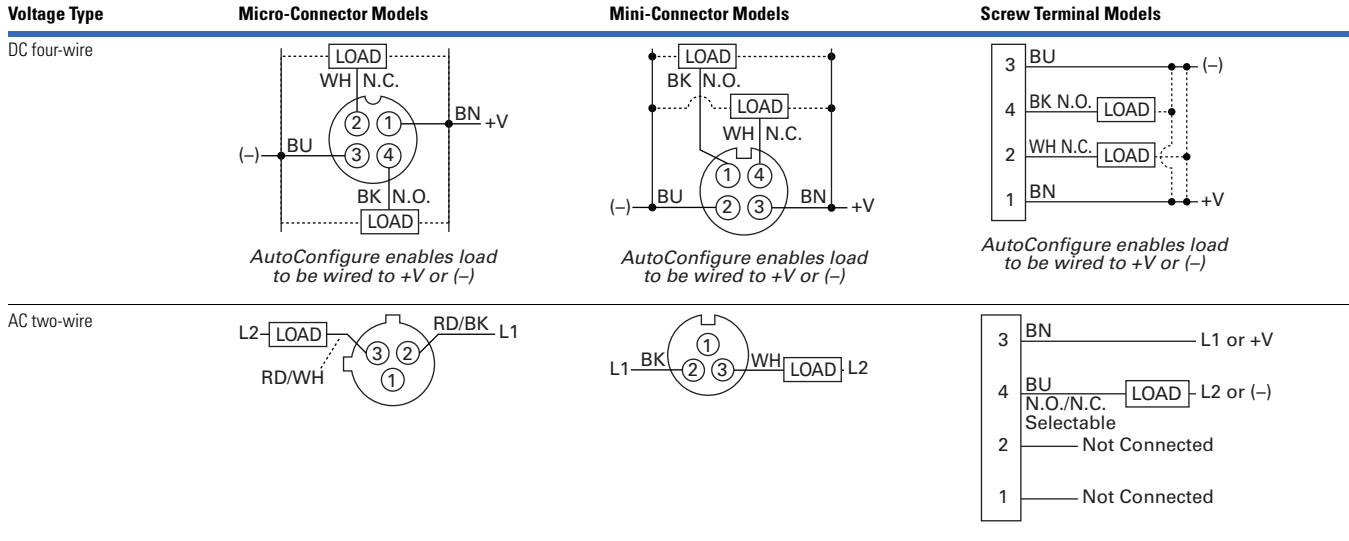 Voltage Type Micro-Connector Models Mini-Connector Models Screw Terminal Models
DC four-wire
LOAD
WH N.C.
2 1
BN +V
(–) BU
3 4
BK N.O.
LOAD
AutoConfigure enables load
to be wired to +V or (–)
LOAD
BK N.O.
LOAD
WH N.C.
1 4
(–) BU 2 3 BN +V
AutoConfigure enables load
to be wired to +V or (–)
3 BU (–)
4 BK N.O. LOAD
2 WH N.C. LOAD
1 BN +V
AutoConfigure enables load
to be wired to +V or (–)
AC two-wire
L2 LOAD RD/BK L1
3 2
RD/WH
1
1
L1 BK 2 3 WH LOAD L2
3 BN L1 or +V
4 BU LOAD L2 or (–)
N.O./N.C.
Selectable
2 Not Connected
1 Not Connected